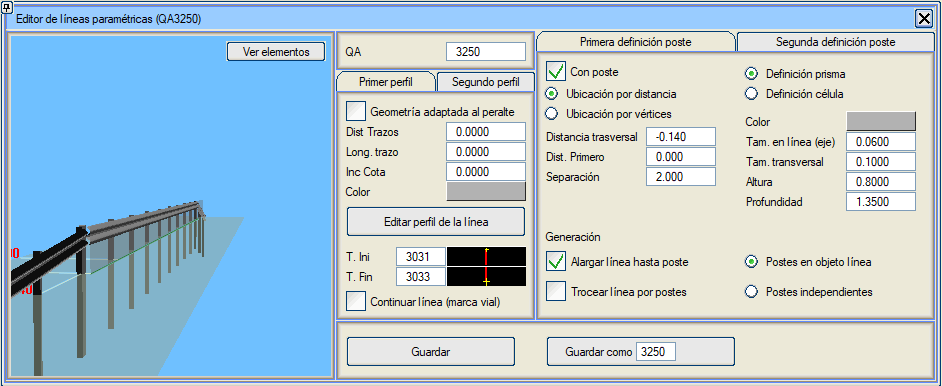 Editor de líneas paramétricas (QA3250)
Ver elementos
QA 3250
Primer perfil Segundo perfil
Geometría adaptada al peralte
Dist Trazos 0.0000
Long. trazo 0.0000
Inc Cota 0.0000
Color
Editar perfil de la línea
T. Ini 3031
T. Fin 3033
Continuar línea (marca vial)
Primera definición poste Segunda definición poste
Con poste
Ubicación por distancia
Ubicación por vértices
Distancia trasversal -0.140
Dist. Primero 0.000
Separación 2.000
Definición prisma
Definición célula
Color
Tam. en línea (eje) 0.0600
Tam. transversal 0.1000
Altura 0.8000
Profundidad 1.3500
Generación
Alargar línea hasta poste
Postes en objeto línea
Trocear línea por postes
Postes independientes
Guardar
Guardar como 3250